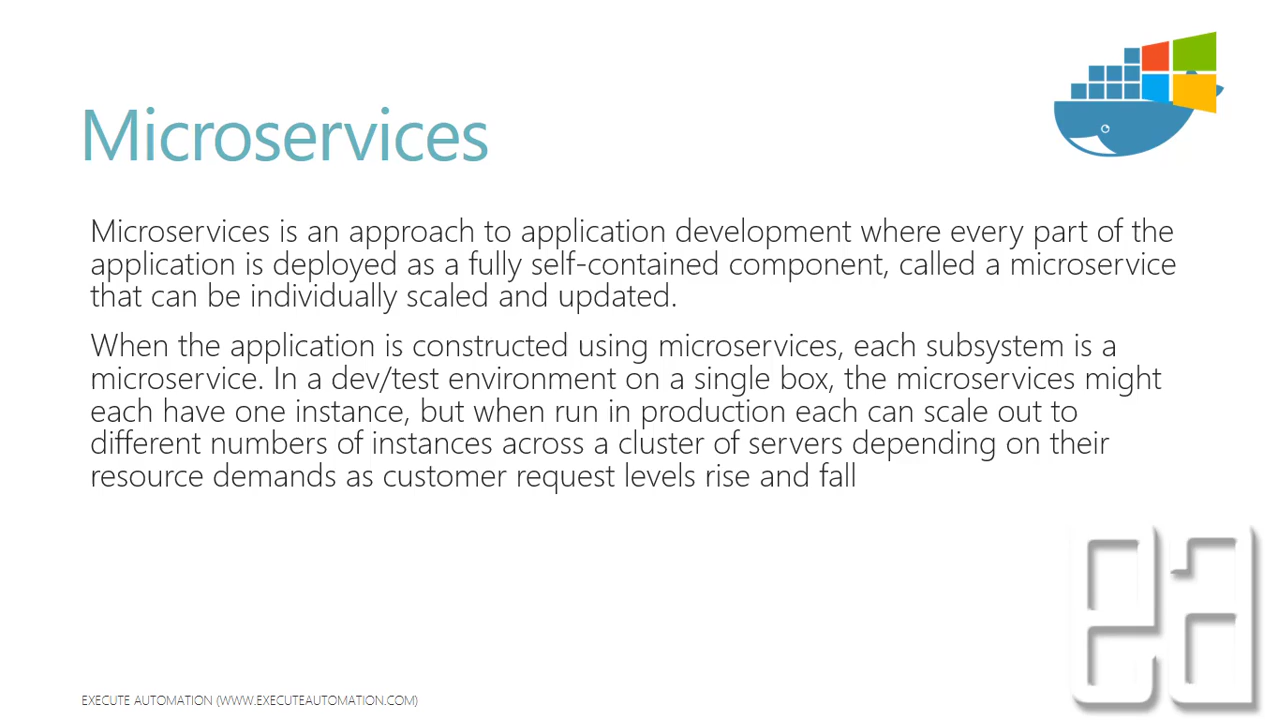 Microservices
Microservices is an approach to application development where every part of the
application is deployed as a fully self-contained component, called a microservice
that can be individually scaled and updated.
When the application is constructed using microservices, each subsystem is a
microservice. In a dev/test environment on a single box, the microservices might
each have one instance, but when run in production each can scale out to
different numbers of instances across a cluster of servers depending on their
resource demands as customer request levels rise and fall
ea
EXECUTE AUTOMATION (WWW.EXECUTEAUTOMATION.COM)